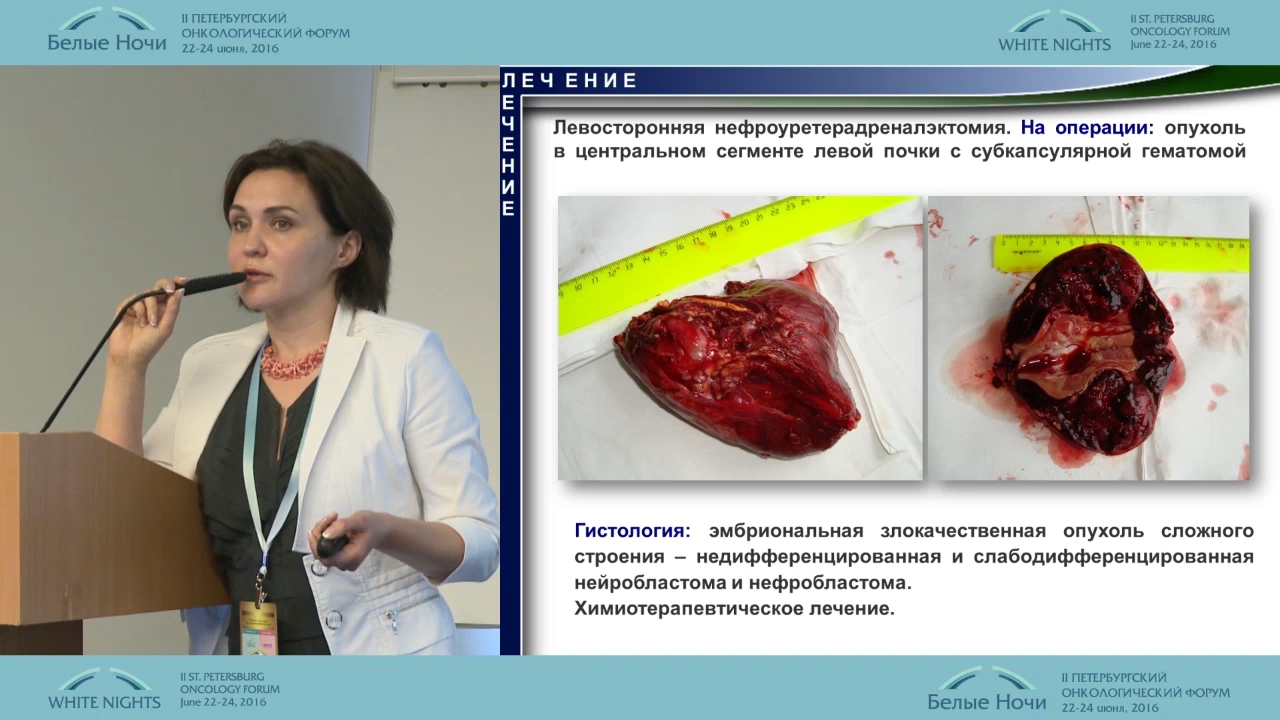 Белые Ночи
II ПЕТЕРБУРГСКИЙ
ОНКОЛОГИЧЕСКИЙ ФОРУМ
22-24 июня, 2016
WHITE NIGHTS
II ST. PETERSBURG
ONCOLOGY FORUM
June 22-24, 2016
ЛЕЧЕНИЕ
ЛЕЧЕНИЕ
Левосторонняя нефроуретерадреналэктомия. На операции: опухоль
в центральном сегменте левой почки с субкапсулярной гематомой
Гистология: эмбриональная злокачественная опухоль сложного
строения – недифференцированная и слабодифференцированная
нейробластома и нефробластома.
Химиотерапевтическое лечение.
WHITE NIGHTS
II ST. PETERSBURG
ONCOLOGY FORUM
June 22-24, 2016
Белые Ночи
II ПЕТЕРБУРГСКИЙ
ОНКОЛОГИЧЕСКИЙ ФОРУМ
22-24 июня, 2016